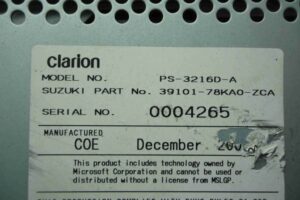 clarion
MODEL NO. PS-3216D-A
SUZUKI PART No. 39101-78KA0-ZCA
SERIAL NO. 0004265
MANUFACTURED
COE December
This product includes technology owned by
Microsoft Corporation and cannot be used or
distributed without a license from MSLGP.